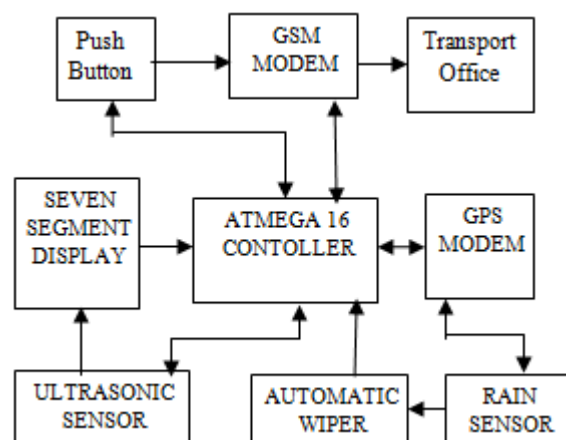 Push
Button
GSM
MODEM
Transport
Office
SEVEN
SEGMENT
DISPLAY
ATMEGA 16
CONTOLLER
GPS
MODEM
ULTRASONIC
SENSOR
AUTOMATIC
WIPER
RAIN
SENSOR